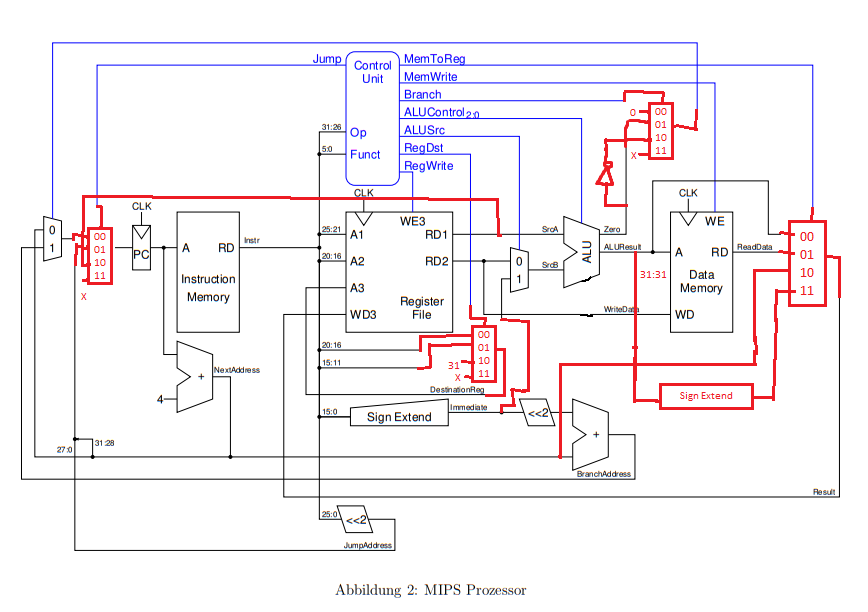 Jump
Control
Unit
MemToReg
MemWrite
Branch
ALUControl2:0
ALUSrc
RegDst
RegWrite
31:26
Op
5:0
Funct
0
00
01
10
11
X
CLK
CLK
CLK
0
1
00
01
10
11
X
PC
A
RD
Instr
Instruction
Memory
25:21
A1
20:16
A2
A3
WD3
WE3
RD1
RD2
Register
File
SrcA
SrcB
0
1
ALU
Zero
ALUResult
31:31
WriteData
WE
A
RD
Data
Memory
WD
ReadData
00
01
10
11
20:16
15:11
31
X
00
01
10
11
DestinationReg
Sign Extend
NextAddress
+
4
15:0
Sign Extend
Immediate
<<2
+
BranchAddress
27:0
31:28
Result
25:0
<<2
JumpAddress
Abbildung 2: MIPS Prozessor